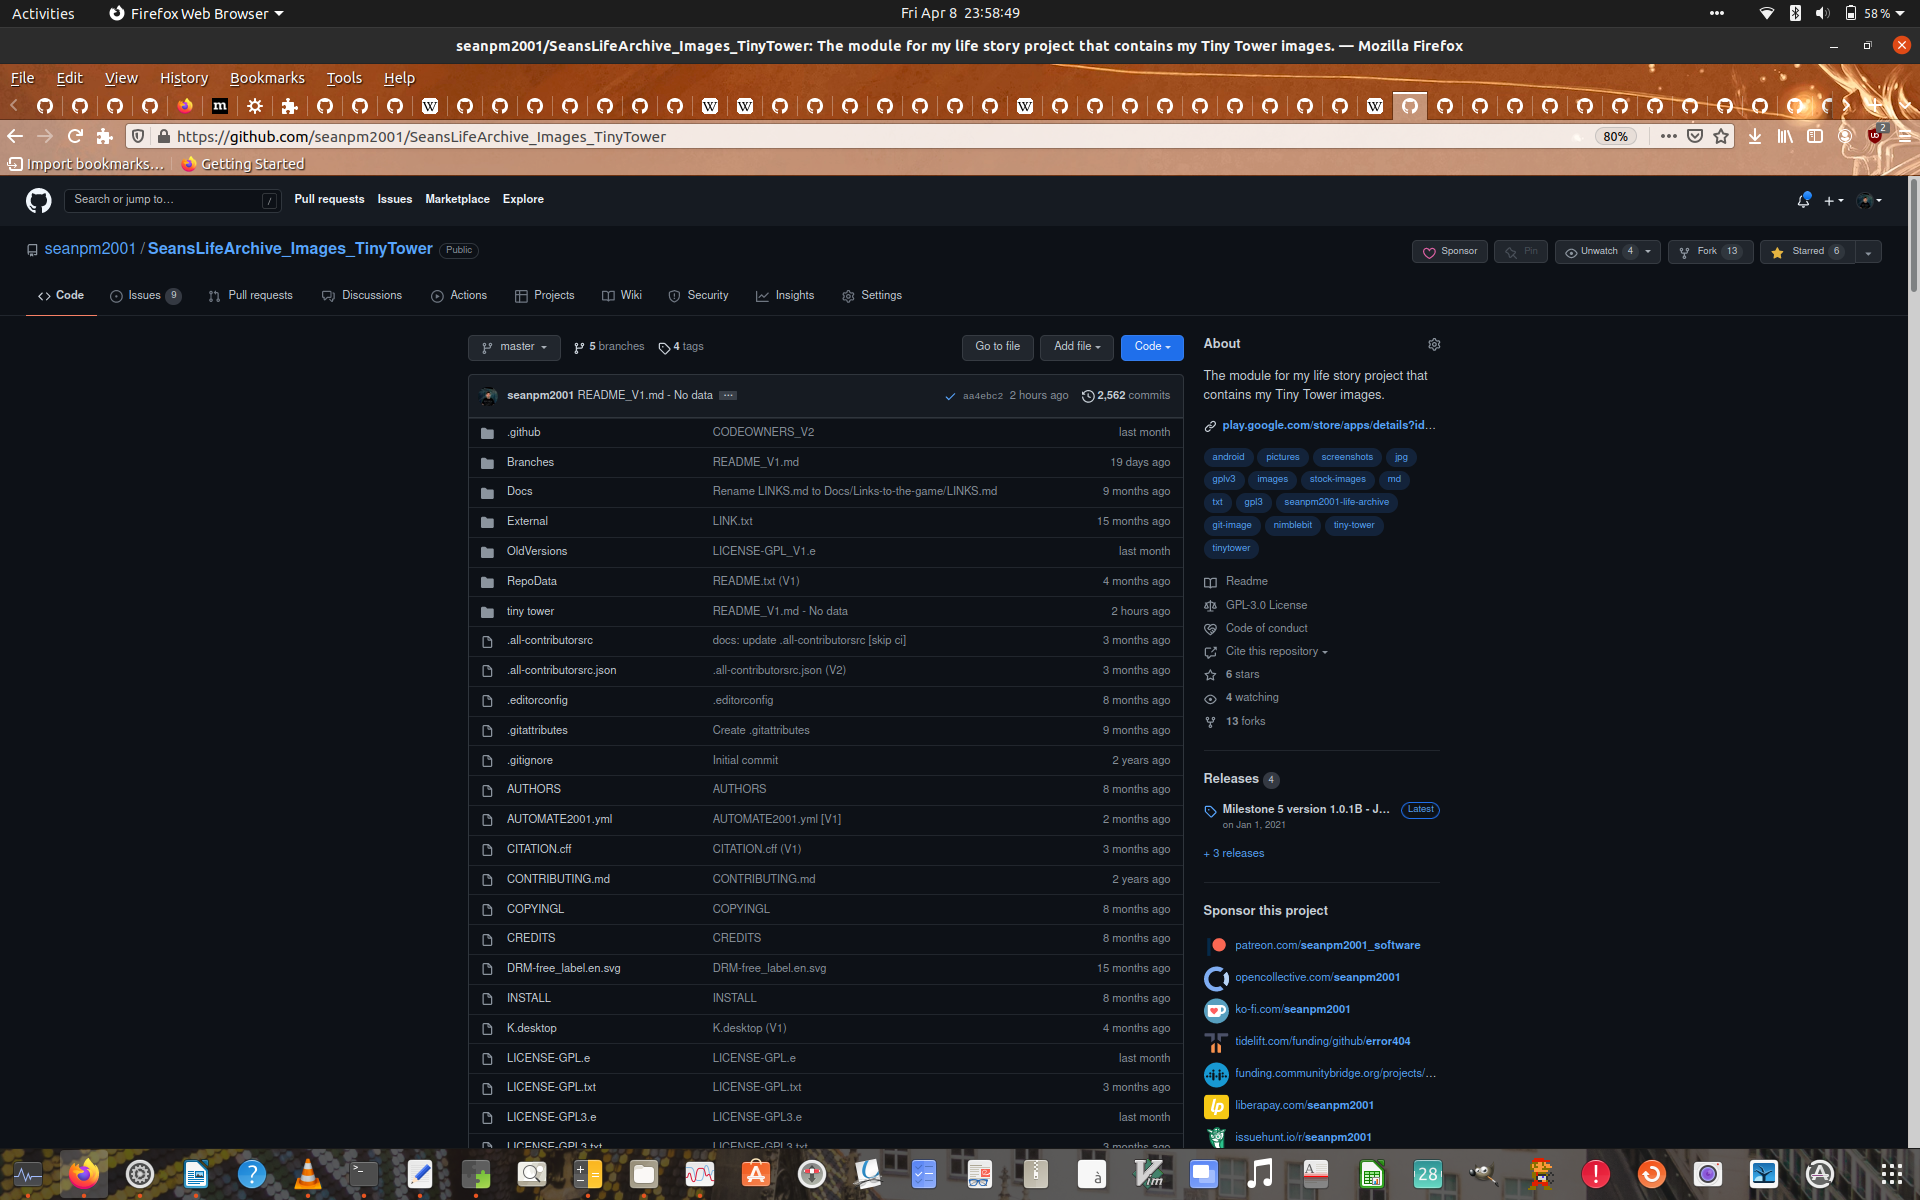 Activities Firefox Web Browser Fri Apr 8 23:58:49 58 %
seanpm2001/SeansLifeArchive_Images_TinyTower: The module for my life story project that contains my Tiny Tower images. — Mozilla Firefox
File Edit View History Bookmarks Tools Help
https://github.com/seanpm2001/SeansLifeArchive_Images_TinyTower 80% 2
Import bookmarks… Getting Started
Search or jump to… / Pull requests Issues Marketplace Explore
seanpm2001 / SeansLifeArchive_Images_TinyTower Public Sponsor Pin Unwatch 4 Fork 13 Starred 6
Code Issues 9 Pull requests Discussions Actions Projects Wiki Security Insights Settings
master 5 branches 4 tags Go to file Add file Code
seanpm2001 README_V1.md - No data aa4ebc2 2 hours ago 2,562 commits
.github CODEOWNERS_V2 last month
Branches README_V1.md 19 days ago
Docs Rename LINKS.md to Docs/Links-to-the-game/LINKS.md 9 months ago
External LINK.txt 15 months ago
OldVersions LICENSE-GPL_V1.e last month
RepoData README.txt (V1) 4 months ago
tiny tower README_V1.md - No data 2 hours ago
.all-contributorsrc docs: update .all-contributorsrc [skip ci] 3 months ago
.all-contributorsrc.json .all-contributorsrc.json (V2) 3 months ago
.editorconfig .editorconfig 8 months ago
.gitattributes Create .gitattributes 9 months ago
.gitignore Initial commit 2 years ago
AUTHORS AUTHORS 8 months ago
AUTOMATE2001.yml AUTOMATE2001.yml [V1] 2 months ago
CITATION.cff CITATION.cff (V1) 3 months ago
CONTRIBUTING.md CONTRIBUTING.md 2 years ago
COPYINGL COPYINGL 8 months ago
CREDITS CREDITS 8 months ago
DRM-free_label.en.svg DRM-free_label.en.svg 15 months ago
INSTALL INSTALL 8 months ago
K.desktop K.desktop (V1) 4 months ago
LICENSE-GPL.e LICENSE-GPL.e last month
LICENSE-GPL.txt LICENSE-GPL.txt 3 months ago
LICENSE-GPL3.e LICENSE-GPL3.e last month
LICENSE-GPL3.txt LICENSE-GPL3.txt 3 months ago
About
The module for my life story project that
contains my Tiny Tower images.
play.google.com/store/apps/details?id…
android pictures screenshots jpg
gplv3 images stock-images md
txt gpl3 seanpm2001-life-archive
git-image nimblebit tiny-tower
tinytower
Readme
GPL-3.0 License
Code of conduct
Cite this repository
6 stars
4 watching
13 forks
Releases 4
Milestone 5 version 1.0.1B - J… Latest
on Jan 1, 2021
+ 3 releases
Sponsor this project
patreon.com/seanpm2001_software
opencollective.com/seanpm2001
ko-fi.com/seanpm2001
tidelift.com/funding/github/error404
funding.communitybridge.org/projects/…
liberapay.com/seanpm2001
issuehunt.io/r/seanpm2001
28